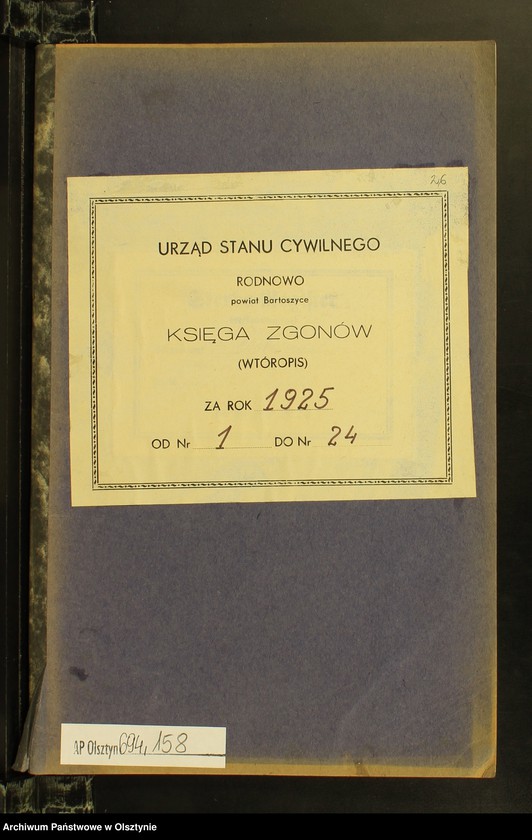 26
URZĄD STANU CYWILNEGO
RODNOWO
powiat Bartoszyce
KSIĘGA ZGONÓW
(WTÓROPIS)
ZA ROK 1925
OD Nr 1 DO Nr 24
AP Olsztyn 694, 158
Archiwum Państwowe w Olsztynie